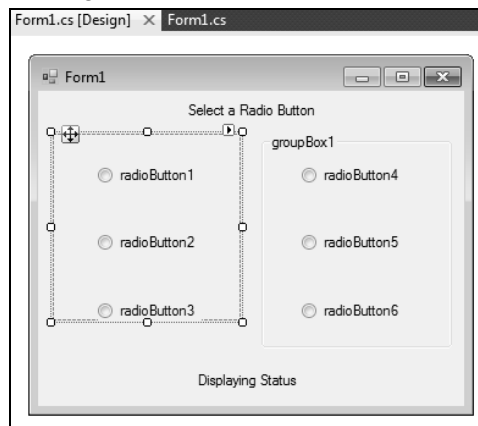 Form1.cs [Design] Form1.cs
Form1
Select a Radio Button
groupBox1
radioButton1
radioButton4
radioButton2
radioButton5
radioButton3
radioButton6
Displaying Status